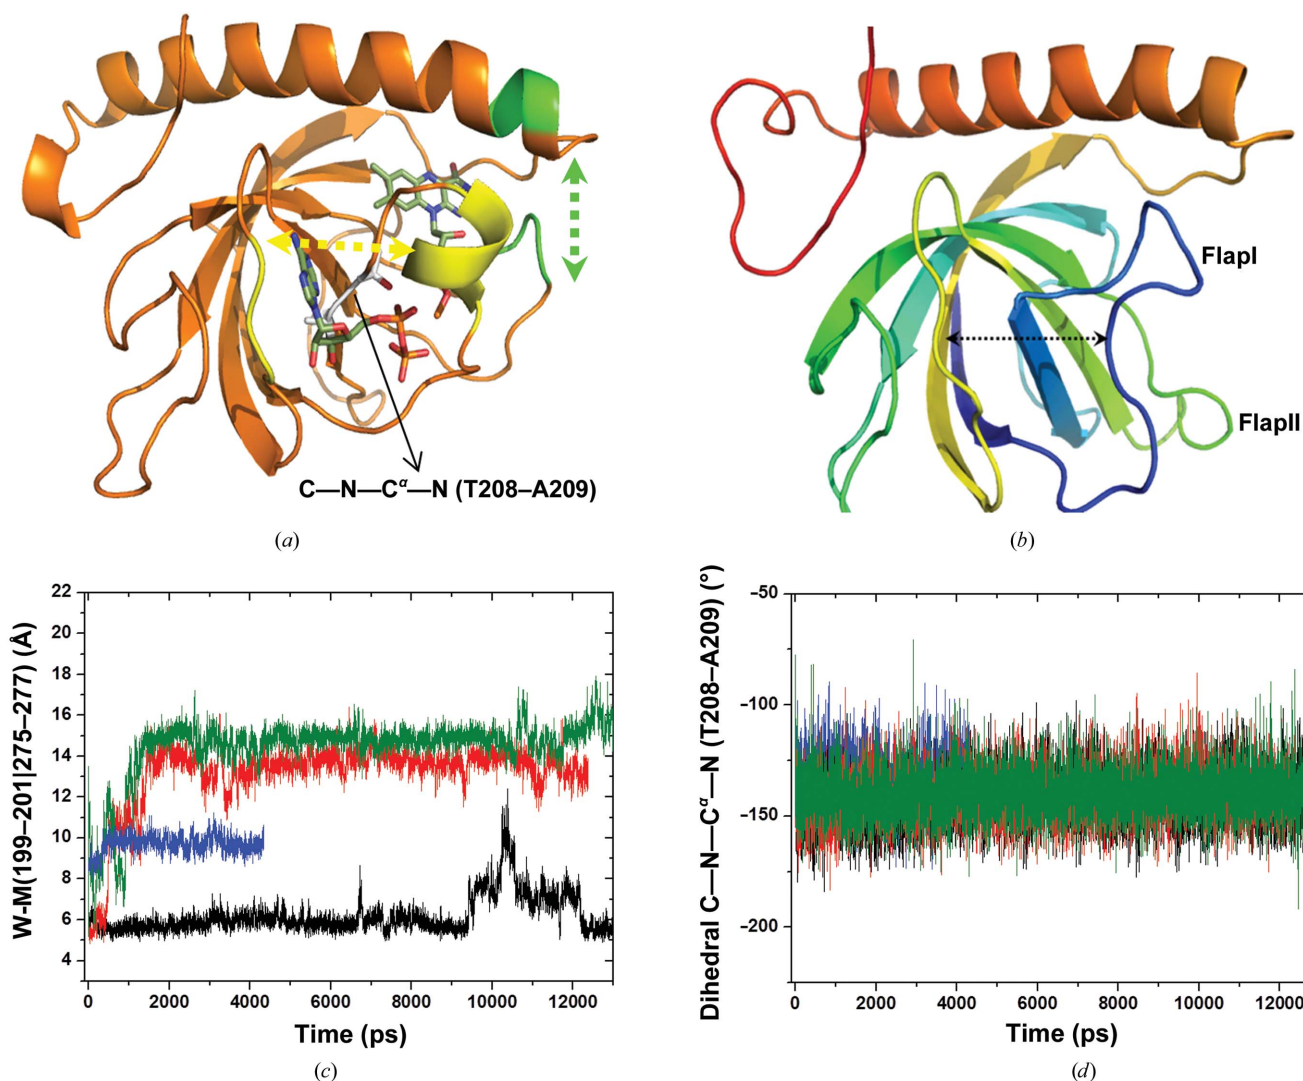 C—N—Cα—N (T208–A209)
(a)
FlapI
FlapII
(b)
W-M(199–201|275–277) (Å)
22
20
18
16
14
12
10
8
6
4
0 2000 4000 6000 8000 10000 12000
Time (ps)
(c)
Dihedral C—N—Cα—N (T208–A209) (°)
−50
−100
−150
−200
0 2000 4000 6000 8000 10000 12000
Time (ps)
(d)